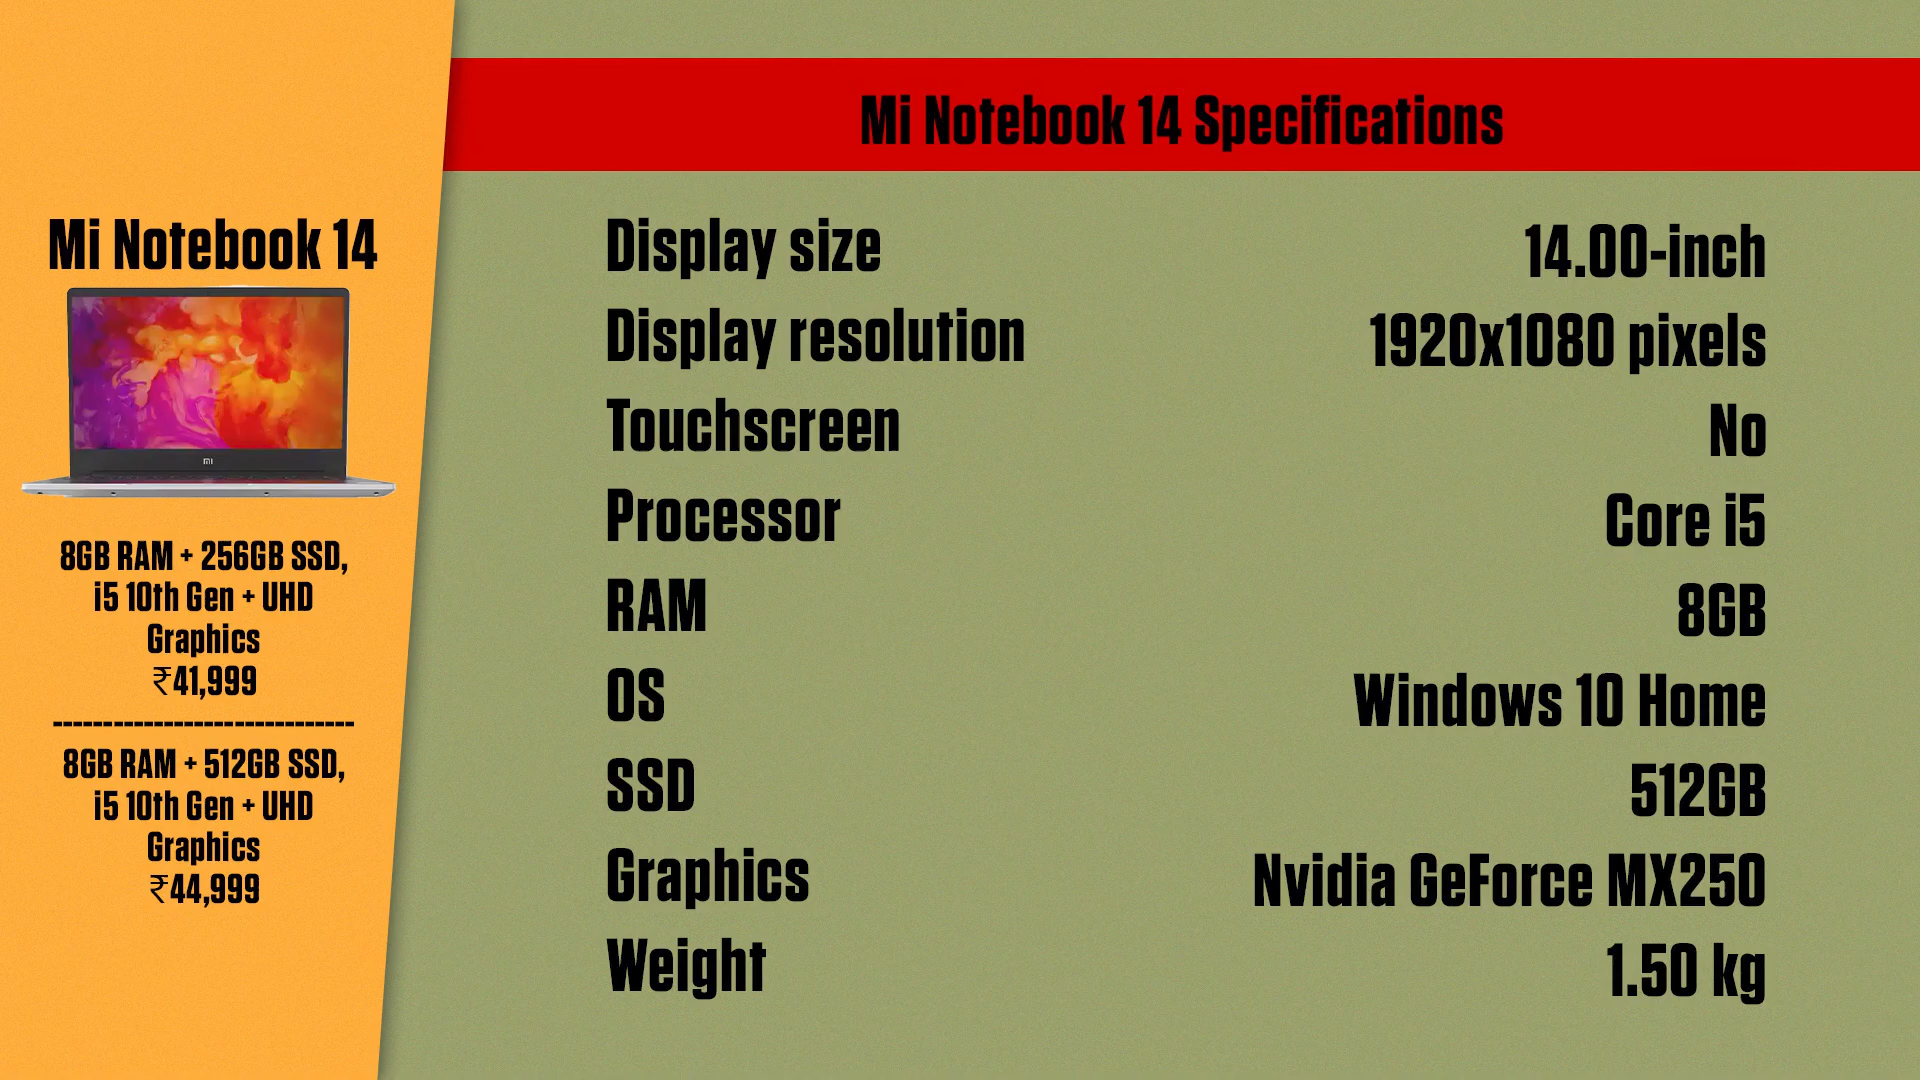 Mi Notebook 14 Specifications
Mi Notebook 14
mi
8GB RAM + 256GB SSD,
i5 10th Gen + UHD
Graphics
₹41,999
------------------------------
8GB RAM + 512GB SSD,
i5 10th Gen + UHD
Graphics
₹44,999
Display size 14.00-inch
Display resolution 1920x1080 pixels
Touchscreen No
Processor Core i5
RAM 8GB
OS Windows 10 Home
SSD 512GB
Graphics Nvidia GeForce MX250
Weight 1.50 kg